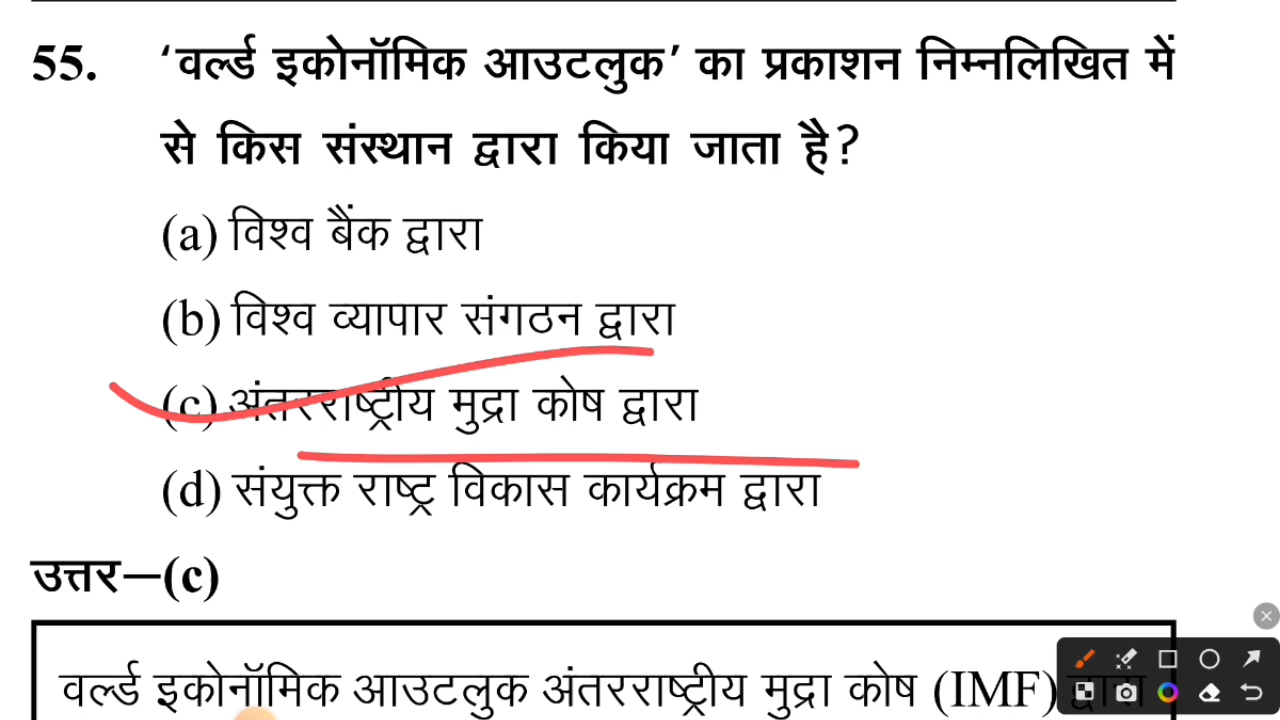 55. ‘वर्ल्ड इकोनॉमिक आउटलुक’ का प्रकाशन निम्नलिखित में
से किस संस्थान द्वारा किया जाता है?
(a) विश्व बैंक द्वारा
(b) विश्व व्यापार संगठन द्वारा
(c) अंतरराष्ट्रीय मुद्रा कोष द्वारा
(d) संयुक्त राष्ट्र विकास कार्यक्रम द्वारा
उत्तर—(c)
वर्ल्ड इकोनॉमिक आउटलुक अंतरराष्ट्रीय मुद्रा कोष (IMF)